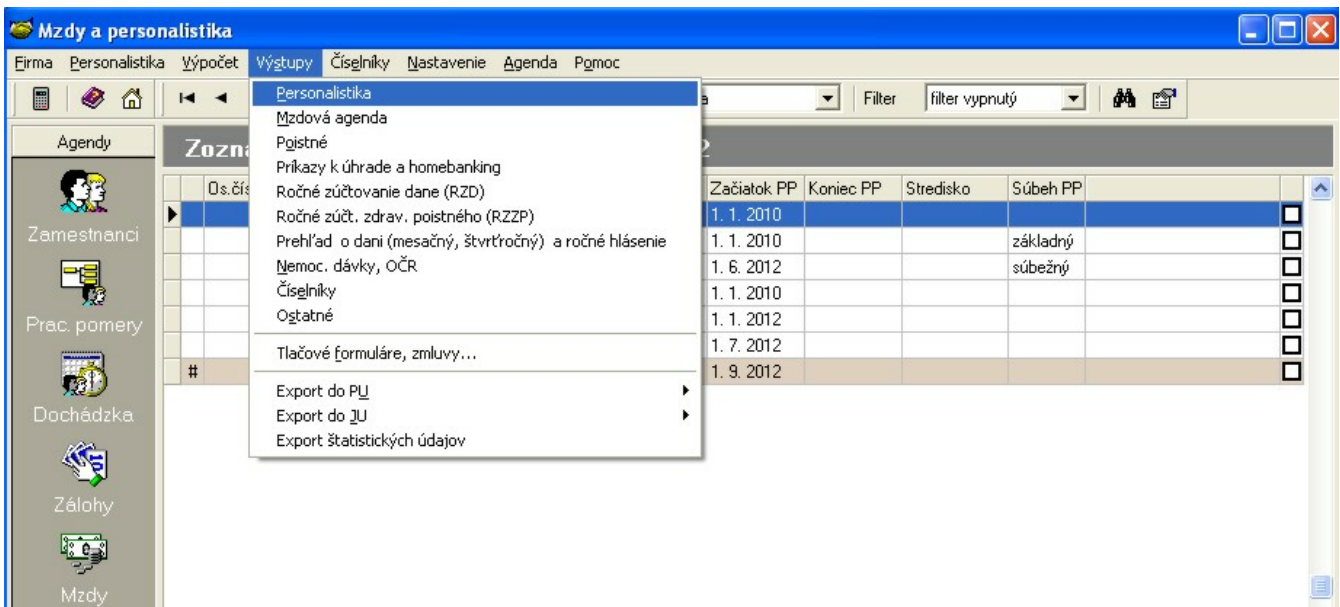 Mzdy a personalistika
Firma Personalistika Výpočet Výstupy Číselníky Nastavenie Agenda Pomoc
Filter filter vypnutý
Agendy
Zamestnanci
Prac. pomery
Dochádzka
Zálohy
Mzdy
Personalistika
Mzdová agenda
Poistné
Príkazy k úhrade a homebanking
Ročné zúčtovanie dane (RZD)
Ročné zúčt. zdrav. poistného (RZZP)
Prehľad o dani (mesačný, štvrťročný) a ročné hlásenie
Nemoc. dávky, OČR
Číselníky
Ostatné
Tlačové formuláre, zmluvy...
Export do PU
Export do JU
Export štatistických údajov
Začiatok PP Koniec PP Stredisko Súbeh PP
1. 1. 2010
1. 1. 2010 základný
1. 6. 2012 súbežný
1. 1. 2010
1. 1. 2012
1. 7. 2012
# 1. 9. 2012